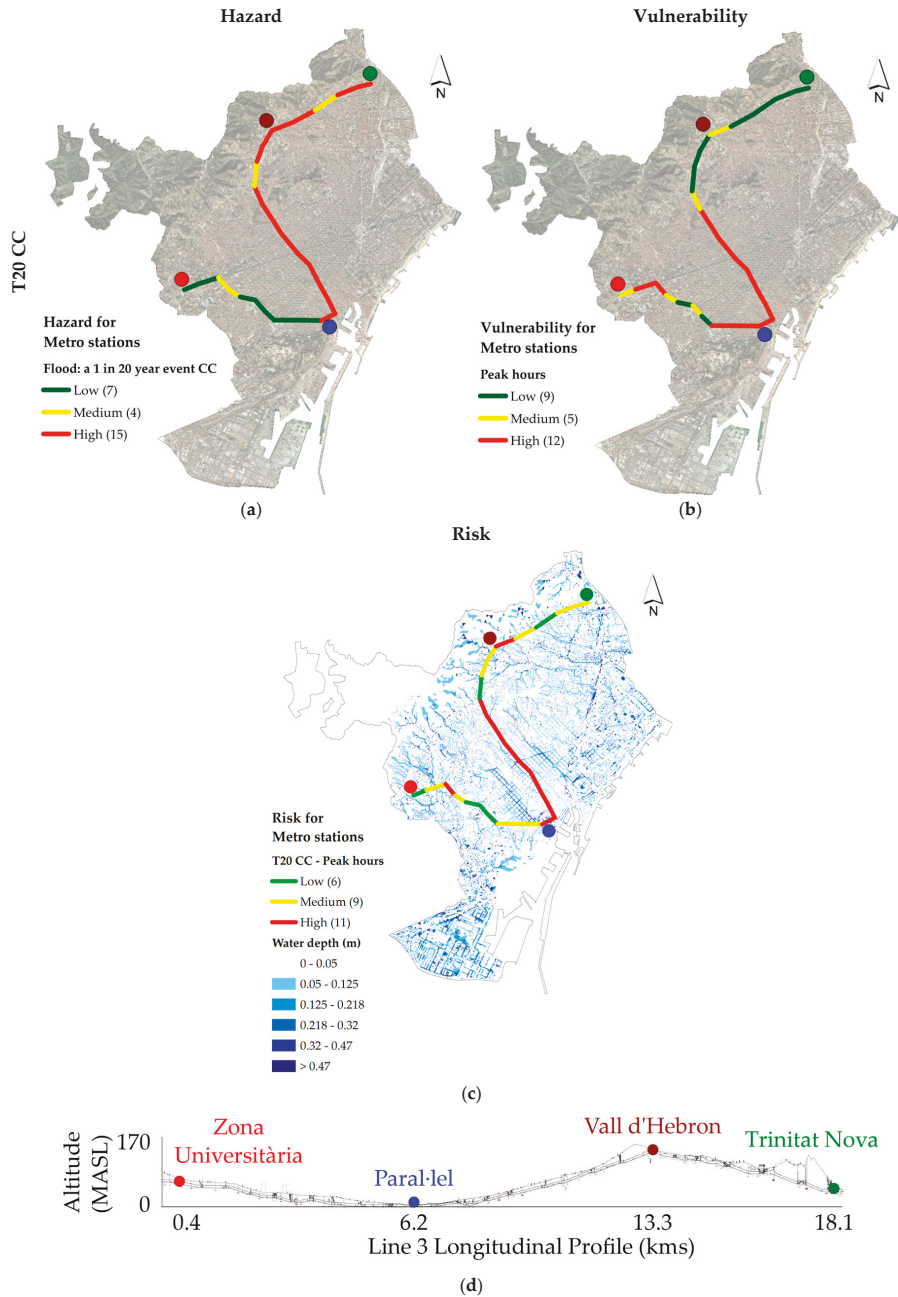 Hazard
Vulnerability
N
N
T20 CC
Hazard for
Metro stations
Flood: a 1 in 20 year event CC
Low (7)
Medium (4)
High (15)
Vulnerability for
Metro stations
Peak hours
Low (9)
Medium (5)
High (12)
(a)
(b)
Risk
N
Risk for
Metro stations
T20 CC - Peak hours
Low (6)
Medium (9)
High (11)
Water depth (m)
0 - 0.05
0.05 - 0.125
0.125 - 0.218
0.218 - 0.32
0.32 - 0.47
> 0.47
(c)
Altitude
(MASL)
170
0
Zona
Universitària
Paral·lel
Vall d'Hebron
Trinitat Nova
0.4
6.2
13.3
18.1
Line 3 Longitudinal Profile (kms)
(d)